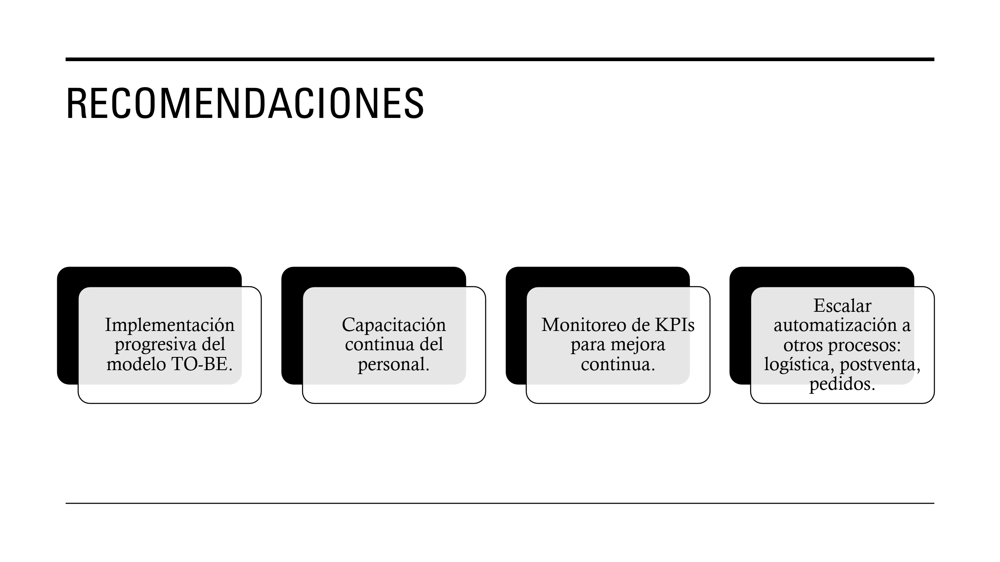 RECOMENDACIONES
Implementación
progresiva del
modelo TO-BE.
Capacitación
continua del
personal.
Monitoreo de KPIs
para mejora
continua.
Escalar
automatización a
otros procesos:
logística, postventa,
pedidos.